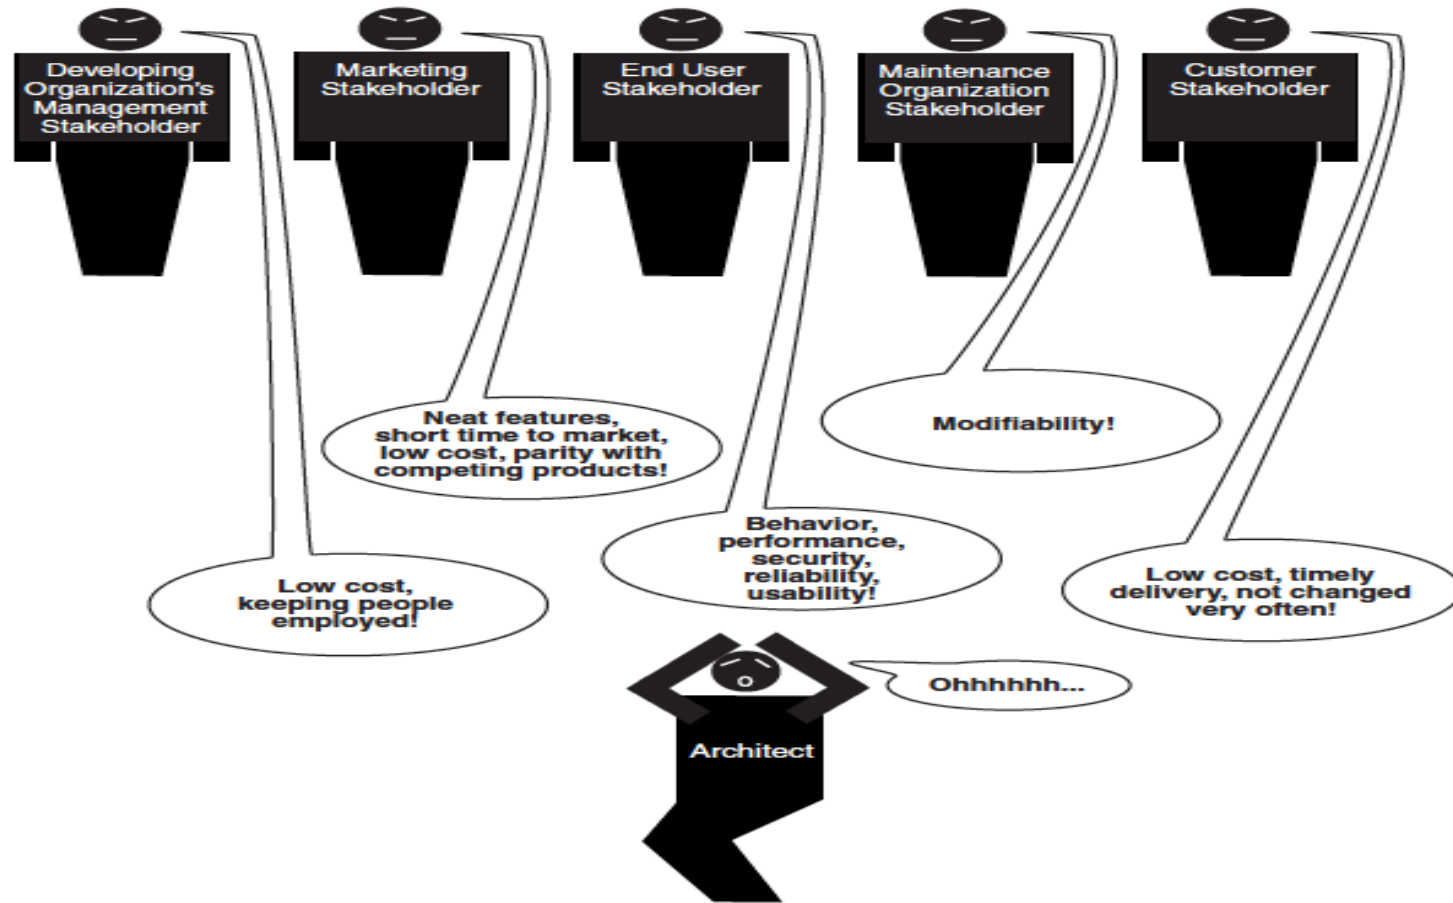 Developing
Organization's
Management
Stakeholder
Marketing
Stakeholder
End User
Stakeholder
Maintenance
Organization
Stakeholder
Customer
Stakeholder
Neat features,
short time to market,
low cost, parity with
competing products!
Modifiability!
Behavior,
performance,
security,
reliability,
usability!
Low cost,
keeping people
employed!
Low cost, timely
delivery, not changed
very often!
Ohhhhhh...
Architect